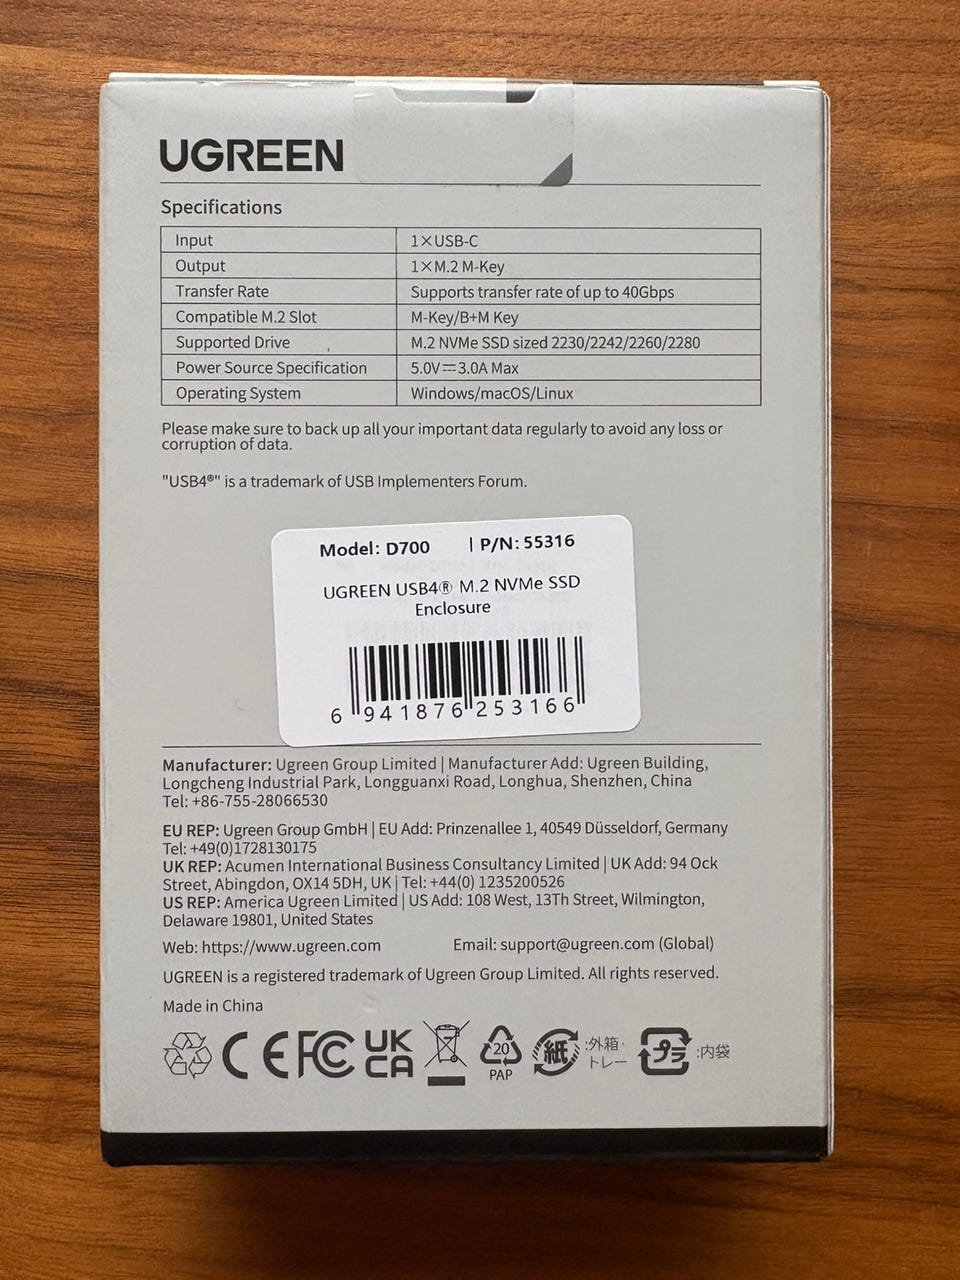 UGREEN
Specifications
Input 1×USB-C
Output 1×M.2 M-Key
Transfer Rate Supports transfer rate of up to 40Gbps
Compatible M.2 Slot M-Key/B+M Key
Supported Drive M.2 NVMe SSD sized 2230/2242/2260/2280
Power Source Specification 5.0V⎓3.0A Max
Operating System Windows/macOS/Linux
Please make sure to back up all your important data regularly to avoid any loss or
corruption of data.
"USB4®" is a trademark of USB Implementers Forum.
Model: D700 | P/N: 55316
UGREEN USB4® M.2 NVMe SSD
Enclosure
6 941876 253166
Manufacturer: Ugreen Group Limited | Manufacturer Add: Ugreen Building,
Longcheng Industrial Park, Longguanxi Road, Longhua, Shenzhen, China
Tel: +86-755-28066530
EU REP: Ugreen Group GmbH | EU Add: Prinzenallee 1, 40549 Düsseldorf, Germany
Tel: +49(0)1728130175
UK REP: Acumen International Business Consultancy Limited | UK Add: 94 Ock
Street, Abingdon, OX14 5DH, UK | Tel: +44(0) 1235200526
US REP: America Ugreen Limited | US Add: 108 West, 13Th Street, Wilmington,
Delaware 19801, United States
Web: https://www.ugreen.com Email: support@ugreen.com (Global)
UGREEN is a registered trademark of Ugreen Group Limited. All rights reserved.
Made in China
CE FC UK CA 20 PAP 紙 :外箱・トレー プラ :内袋